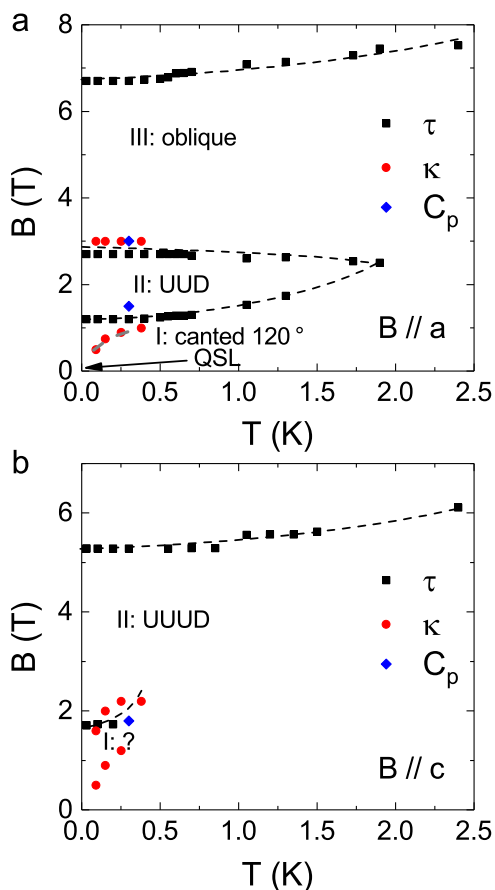 a
8
6
4
2
0
B (T)
III: oblique
τ
κ
Cp
II: UUD
I: canted 120 °
QSL
B // a
0.0 0.5 1.0 1.5 2.0 2.5
T (K)
b
6
4
2
0
B (T)
τ
κ
Cp
II: UUUD
I: ?
B // c
0.0 0.5 1.0 1.5 2.0 2.5
T (K)